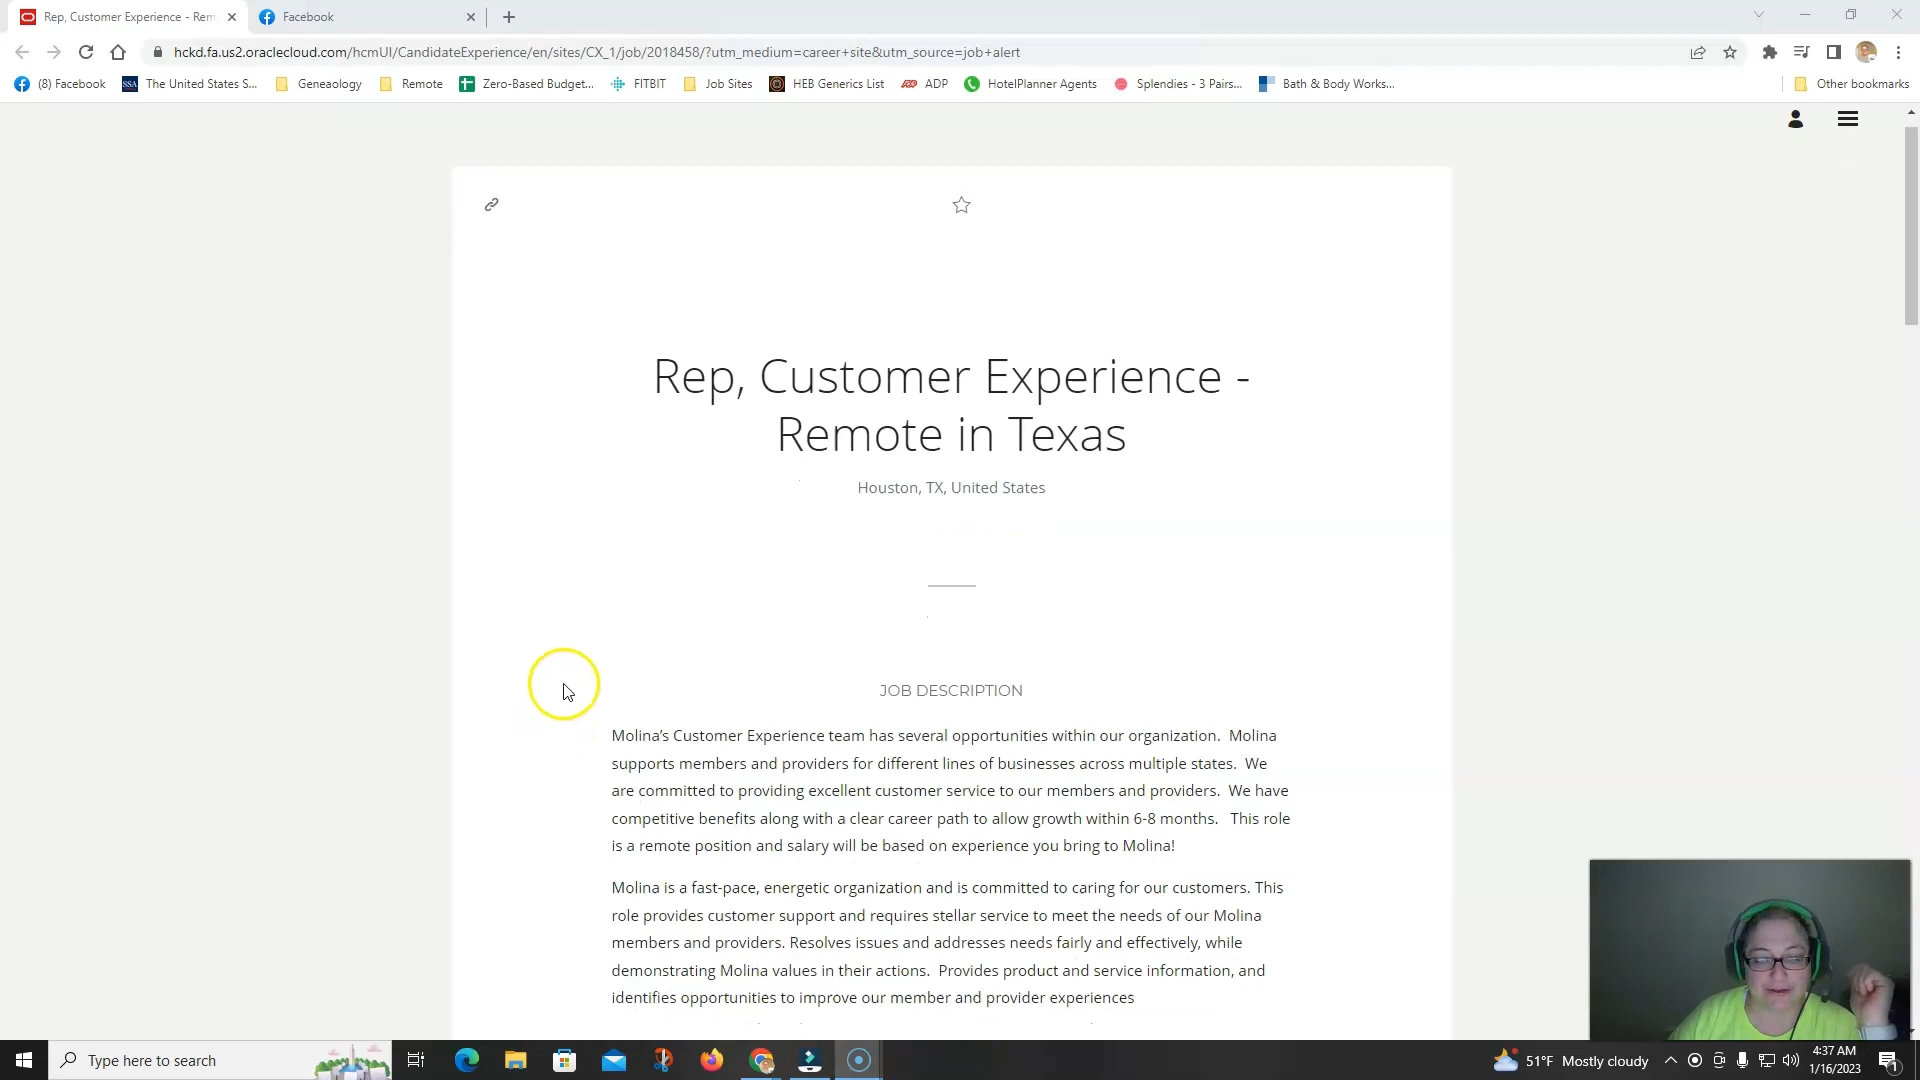 Rep, Customer Experience - Rem
Facebook
hckd.fa.us2.oraclecloud.com/hcmUI/CandidateExperience/en/sites/CX_1/job/2018458/?utm_medium=career+site&utm_source=job+alert
(8) Facebook
SSA
The United States S...
Geneaology
Remote
Zero-Based Budget...
FITBIT
Job Sites
HEB Generics List
ADP
HotelPlanner Agents
Splendies - 3 Pairs...
Bath & Body Works...
Other bookmarks
Rep, Customer Experience -
Remote in Texas
Houston, TX, United States
JOB DESCRIPTION
Molina’s Customer Experience team has several opportunities within our organization.  Molina
supports members and providers for different lines of businesses across multiple states.  We
are committed to providing excellent customer service to our members and providers.  We have
competitive benefits along with a clear career path to allow growth within 6-8 months.   This role
is a remote position and salary will be based on experience you bring to Molina!
Molina is a fast-pace, energetic organization and is committed to caring for our customers. This
role provides customer support and requires stellar service to meet the needs of our Molina
members and providers. Resolves issues and addresses needs fairly and effectively, while
demonstrating Molina values in their actions.  Provides product and service information, and
identifies opportunities to improve our member and provider experiences
Type here to search
51°F  Mostly cloudy
4:37 AM
1/16/2023
1